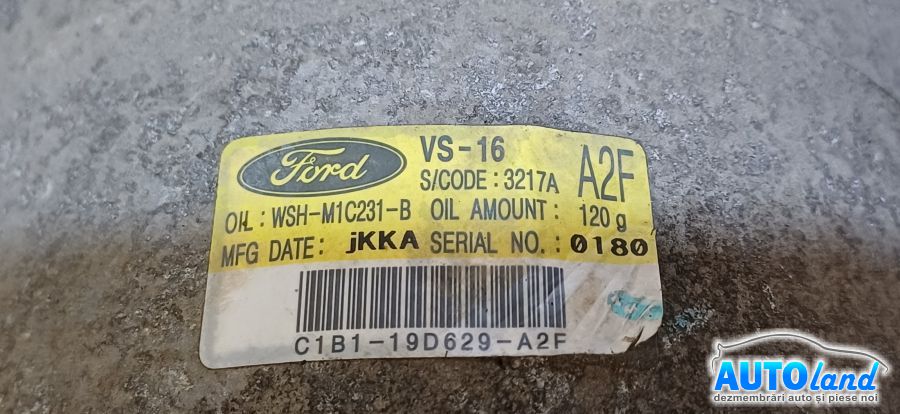 Ford
VS-16
S/CODE : 3217A
A2F
OIL : WSH-M1C231-B OIL AMOUNT : 120 g
MFG DATE : jKKA SERIAL NO. : 0180
C1B1-19D629-A2F
AUTOland
dezmembrări auto și piese noi